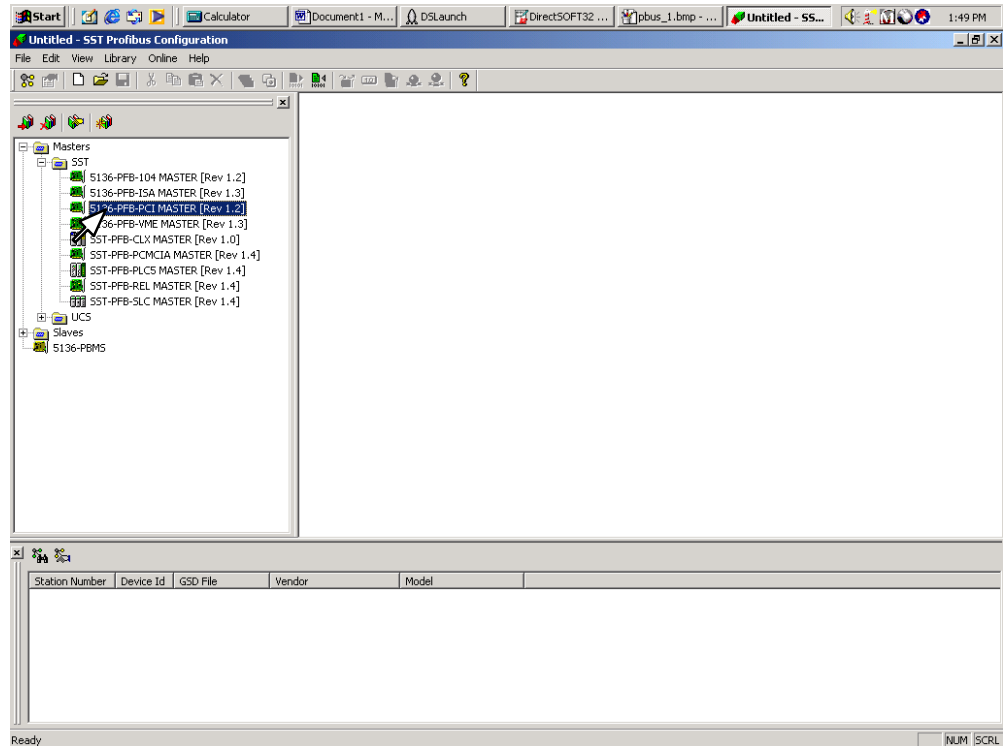 Start Calculator Document1 - M... DSLaunch DirectSOFT32 ... pbus_1.bmp - ... Untitled - SS... 1:49 PM
Untitled - SST Profibus Configuration
File Edit View Library Online Help
Masters
SST
5136-PFB-104 MASTER [Rev 1.2]
5136-PFB-ISA MASTER [Rev 1.3]
5136-PFB-PCI MASTER [Rev 1.2]
5136-PFB-VME MASTER [Rev 1.3]
SST-PFB-CLX MASTER [Rev 1.0]
SST-PFB-PCMCIA MASTER [Rev 1.4]
SST-PFB-PLC5 MASTER [Rev 1.4]
SST-PFB-REL MASTER [Rev 1.4]
SST-PFB-SLC MASTER [Rev 1.4]
UCS
Slaves
5136-PBMS
Station Number Device Id GSD File Vendor Model
Ready NUM SCRL